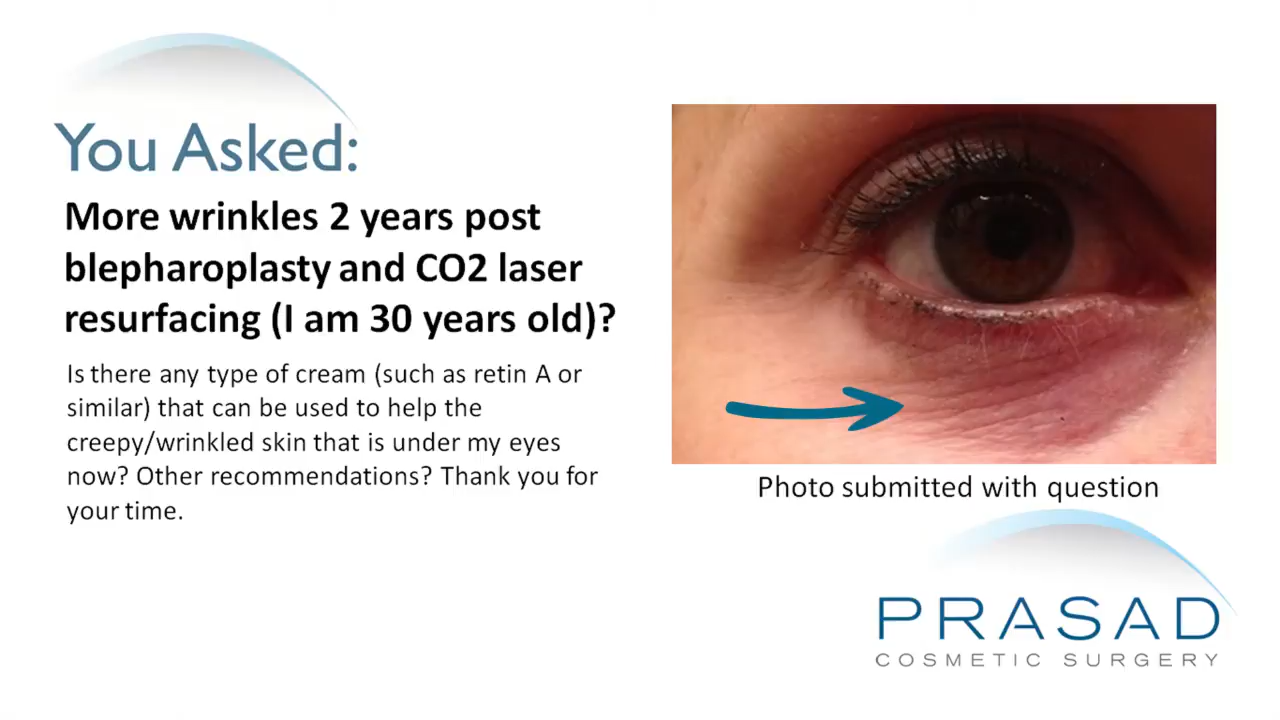 You Asked:
More wrinkles 2 years post
blepharoplasty and CO2 laser
resurfacing (I am 30 years old)?
Is there any type of cream (such as retin A or
similar) that can be used to help the
creepy/wrinkled skin that is under my eyes
now? Other recommendations? Thank you for
your time.
Photo submitted with question
PRASAD
COSMETIC SURGERY